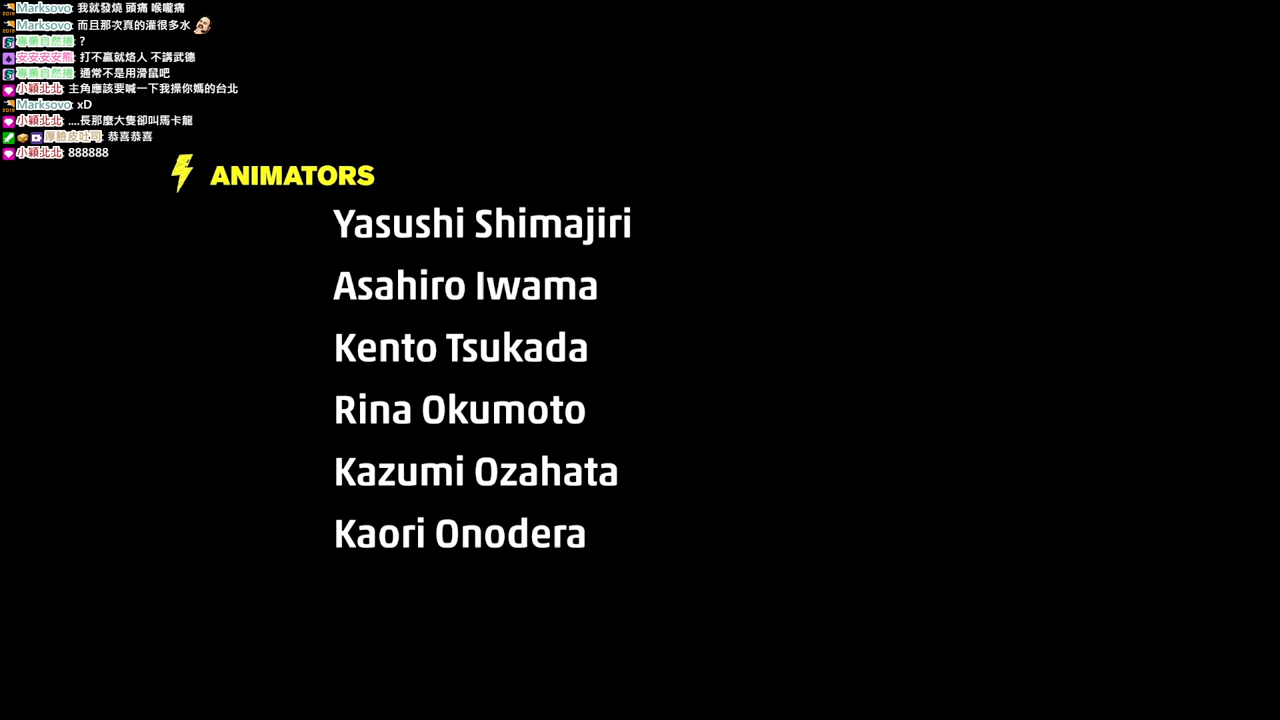 Marksovo: 我就發燒 頭痛 喉嚨痛
Marksovo: 而且那次真的灌很多水
專業自然捲: ?
安安安安熊: 打不贏就烙人 不講武德
專業自然捲: 通常不是用滑鼠吧
小穎北北: 主角應該要喊一下我操你媽的台北
Marksovo: xD
小穎北北: ....長那麼大隻卻叫馬卡龍
厚臉皮吐司: 恭喜恭喜
小穎北北: 888888
ANIMATORS
Yasushi Shimajiri
Asahiro Iwama
Kento Tsukada
Rina Okumoto
Kazumi Ozahata
Kaori Onodera